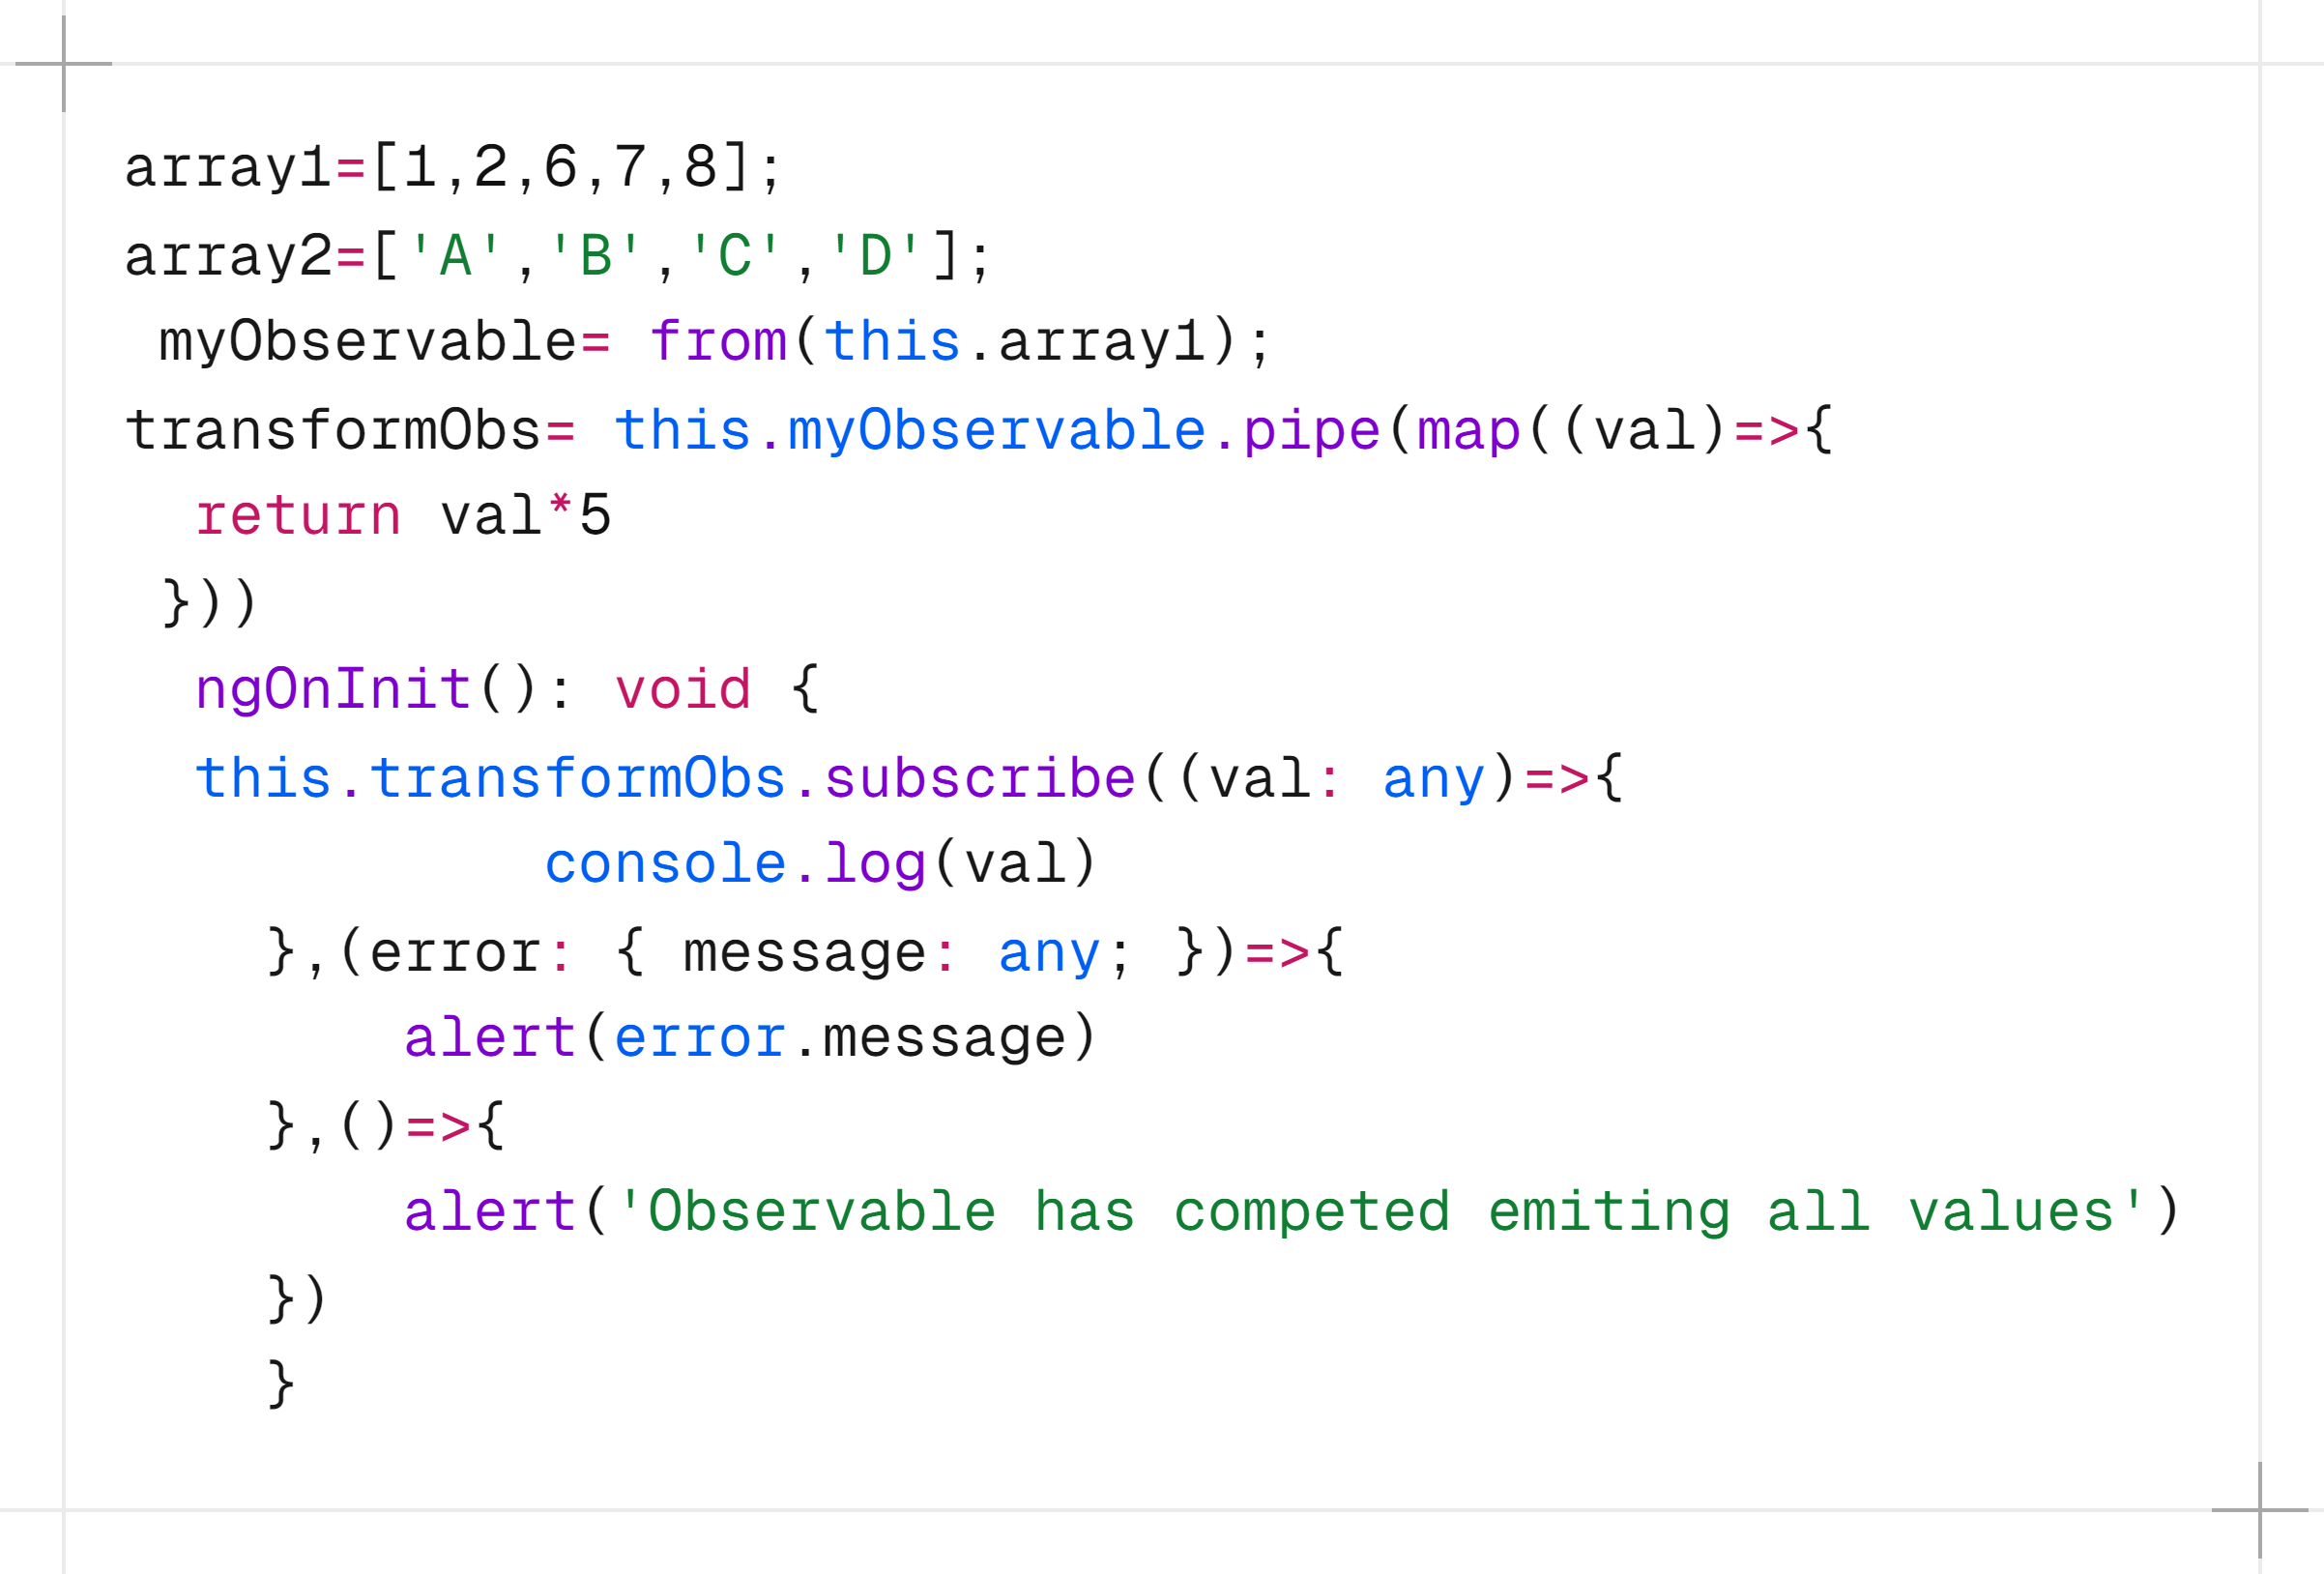 array1=[1,2,6,7,8];
array2=['A','B','C','D'];
 myObservable= from(this.array1);
transformObs= this.myObservable.pipe(map((val)=>{
  return val*5
 }))
  ngOnInit(): void {
  this.transformObs.subscribe((val: any)=>{
            console.log(val)
    },(error: { message: any; })=>{
        alert(error.message)
    },()=>{
        alert('Observable has competed emiting all values')
    })
    }